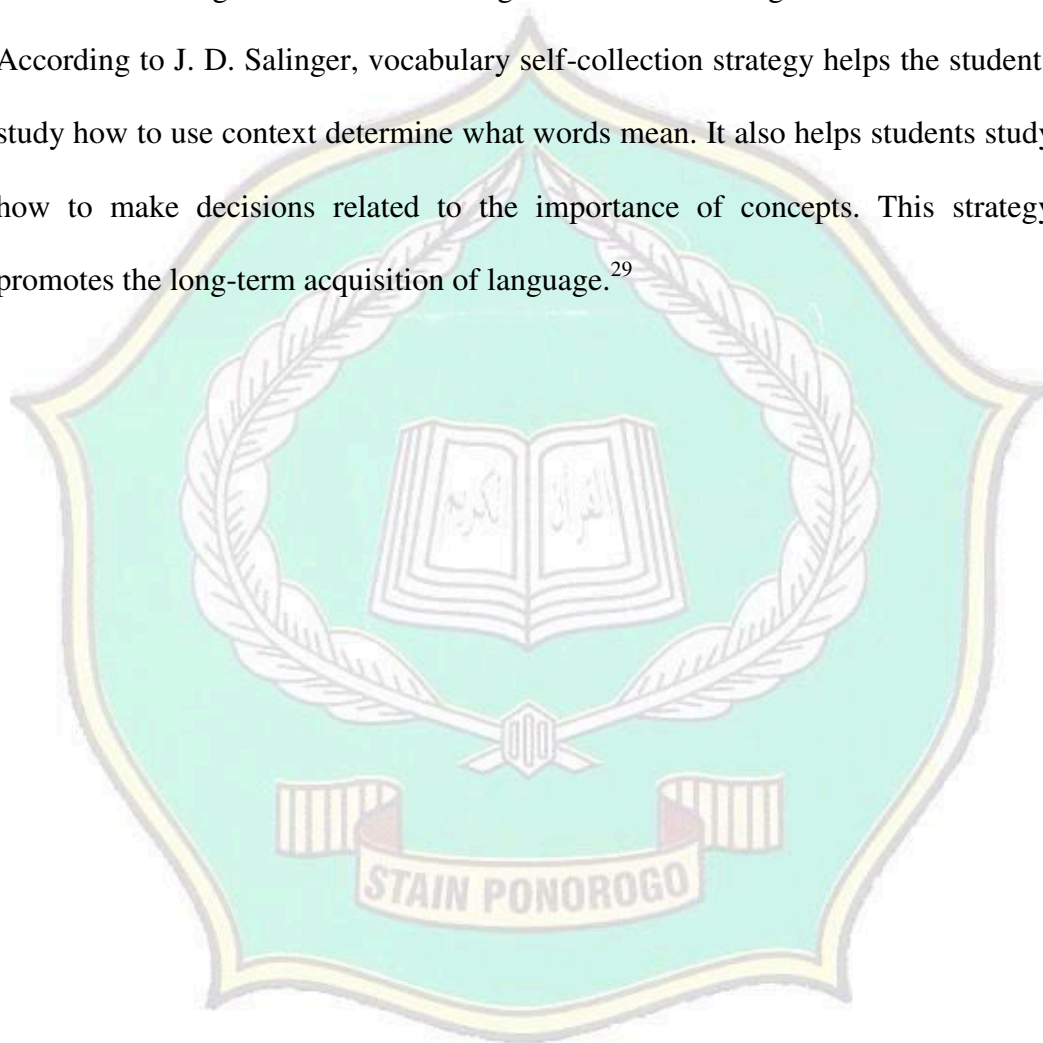 According to J. D. Salinger, vocabulary self-collection strategy helps the student
study how to use context determine what words mean. It also helps students study
how to make decisions related to the importance of concepts. This strategy
promotes the long-term acquisition of language.29
القرآن الكريم
STAIN PONOROGO